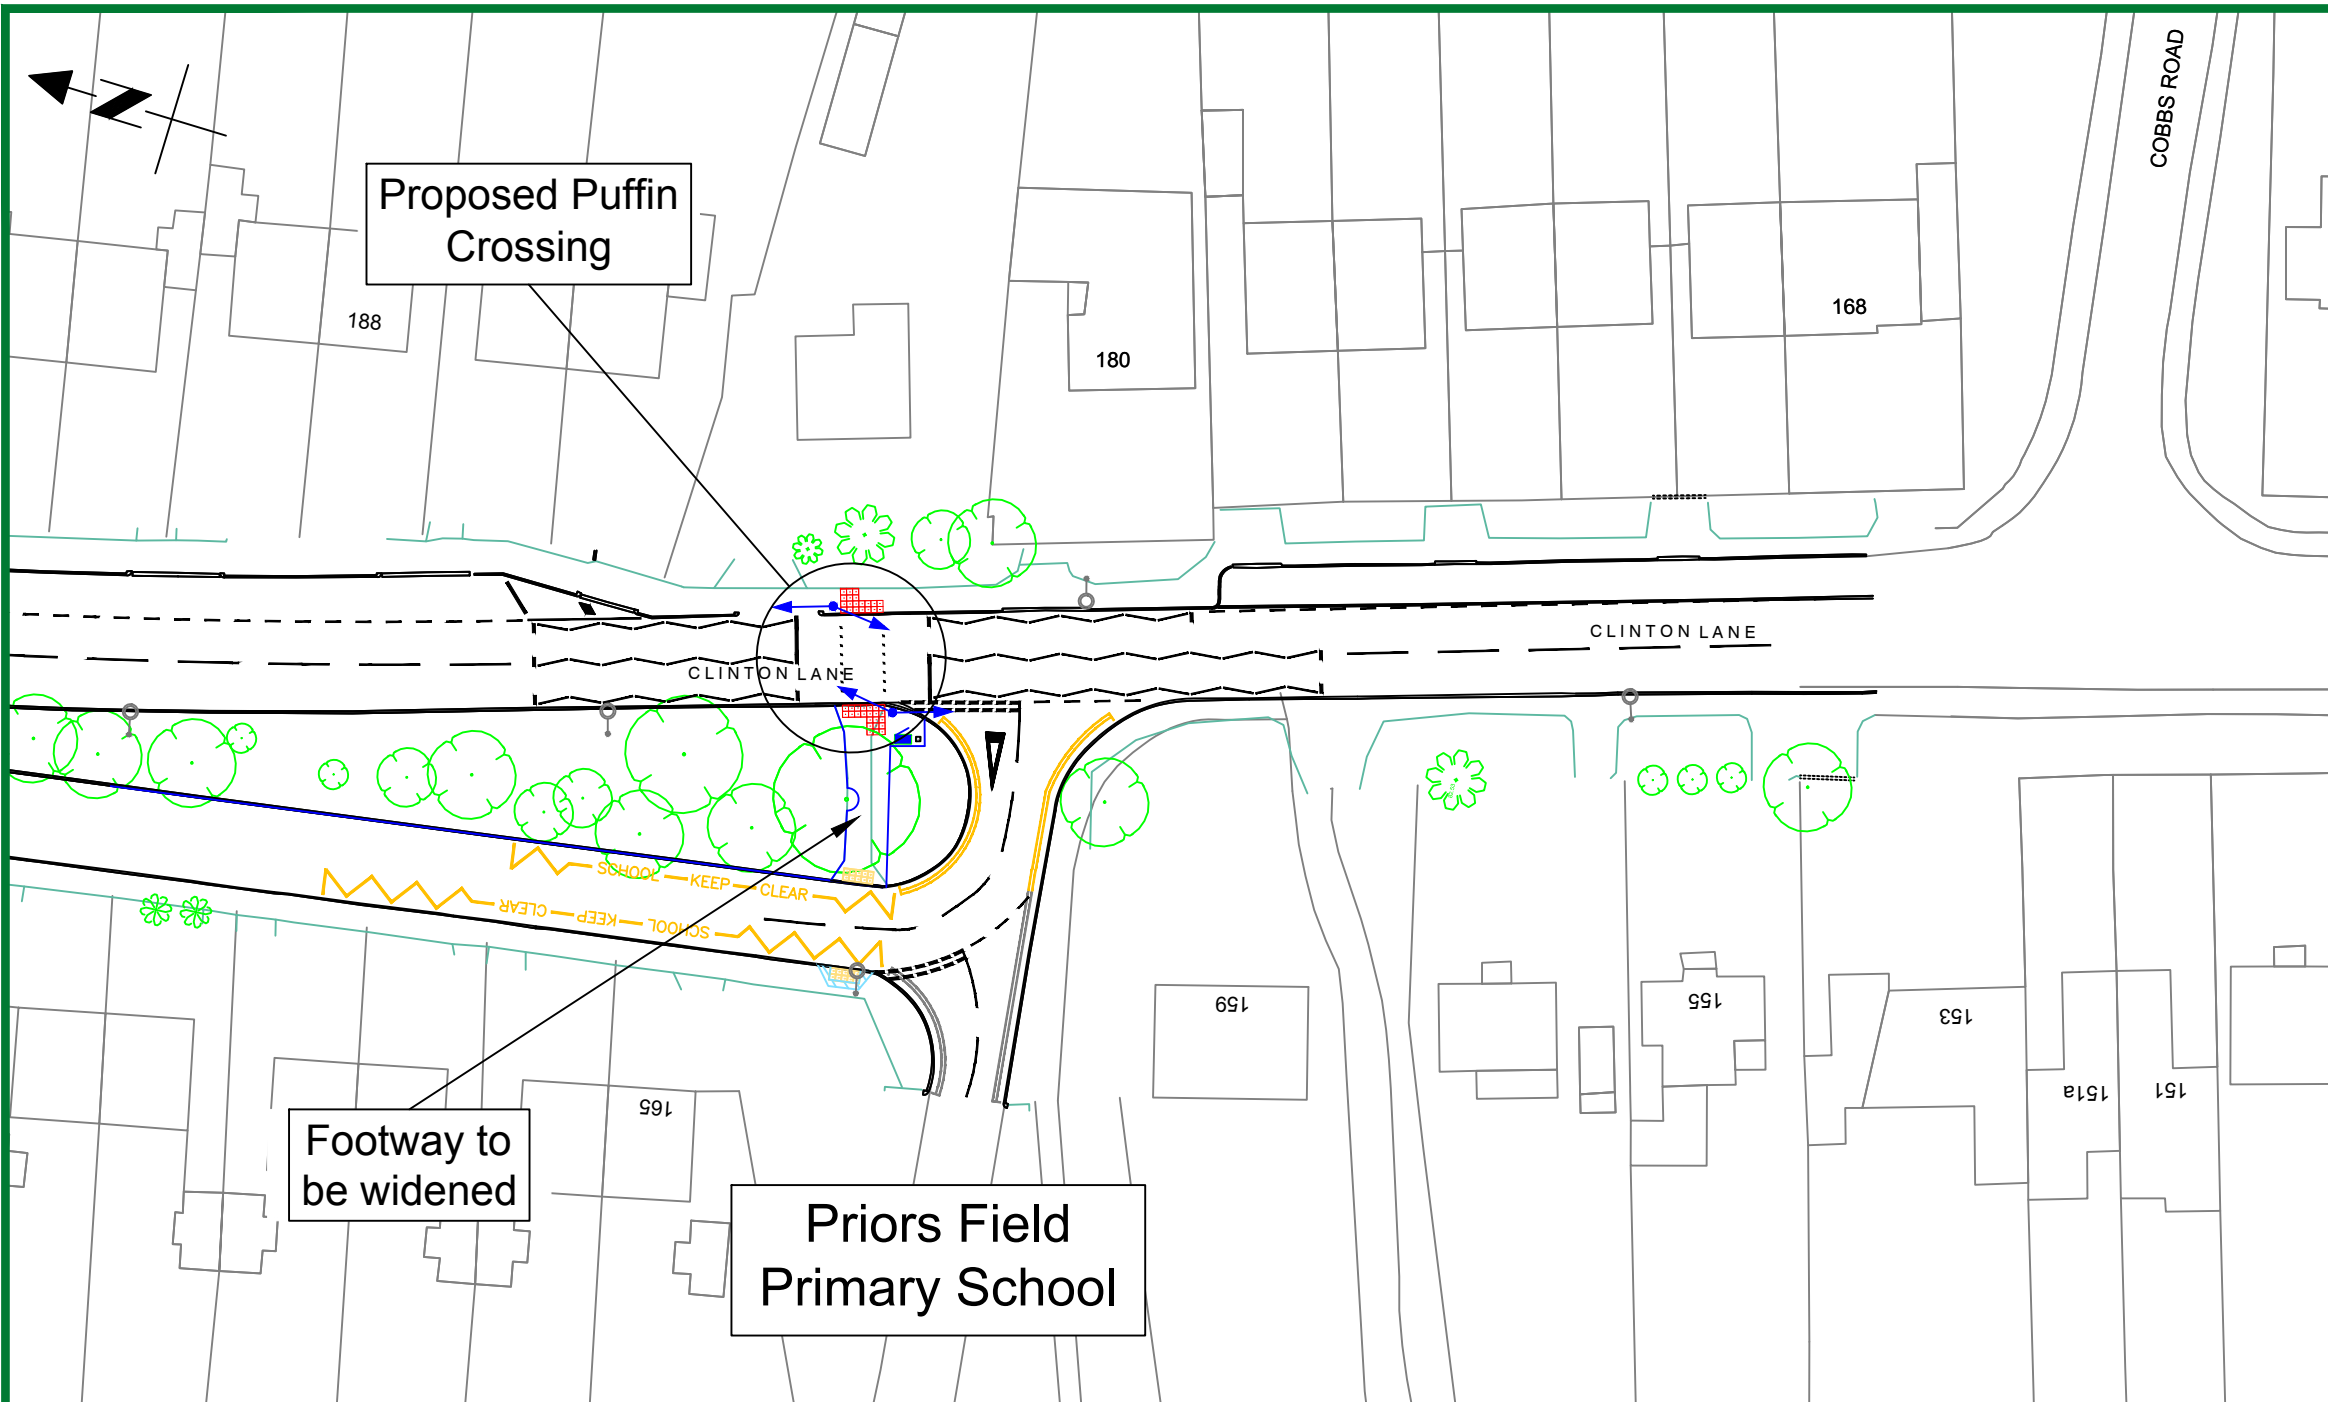 N
COBBS ROAD
Proposed Puffin
Crossing
188
180
168
CLINTON LANE
CLINTON LANE
SCHOOL KEEP CLEAR
SCHOOL KEEP CLEAR
159
155
153
151a
151
165
Footway to
be widened
Priors Field
Primary School